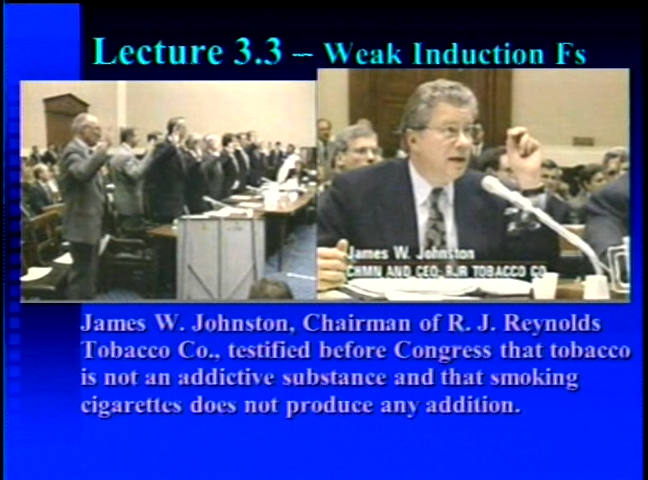 Lecture 3.3 – Weak Induction Fs
James W. Johnston
CHMN AND CEO, RJR TOBACCO CO
James W. Johnston, Chairman of R. J. Reynolds
Tobacco Co., testified before Congress that tobacco
is not an addictive substance and that smoking
cigarettes does not produce any addition.